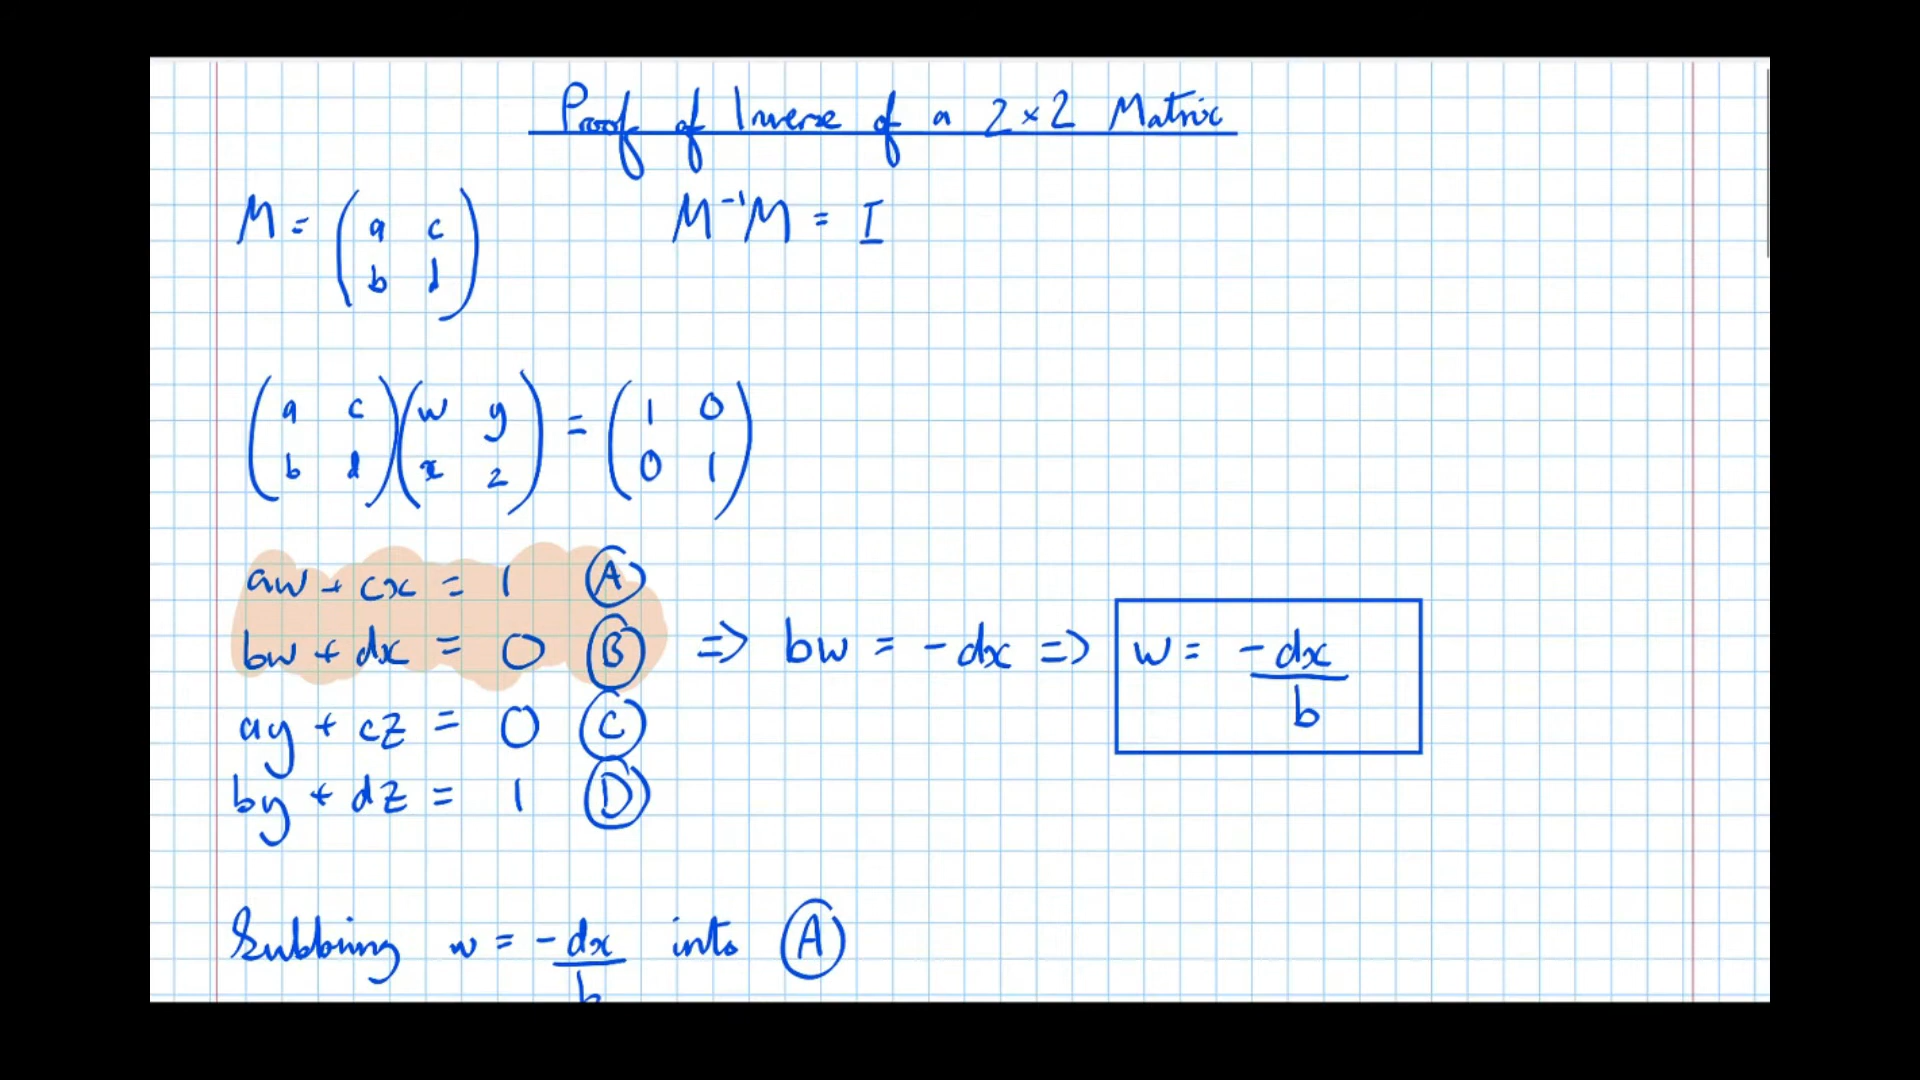 Proof of Inverse of a 2×2 Matrix
M = (a c
b d) M⁻¹M = I
(a c
b d)(w y
x z) = (1 0
0 1)
aw + cx = 1 (A)
bw + dx = 0 (B) => bw = -dx => w = -dx/b
ay + cz = 0 (C)
by + dz = 1 (D)
Subbing w = -dx/b into (A)